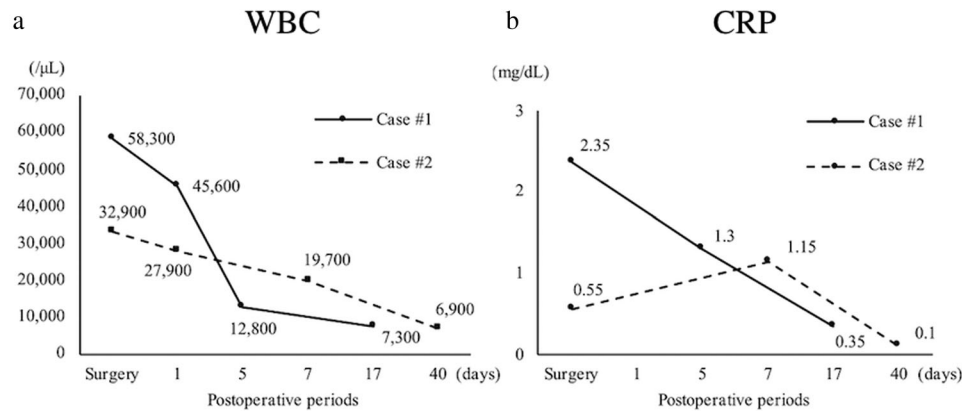 a
WBC
(/μL)
70,000
60,000
50,000
40,000
30,000
20,000
10,000
0
58,300
45,600
32,900
27,900
19,700
12,800
7,300
6,900
Case #1
Case #2
Surgery 1 5 7 17 40 (days)
Postoperative periods
b
CRP
(mg/dL)
3
2
1
0
2.35
1.3
1.15
0.55
0.35
0.1
Case #1
Case #2
Surgery 1 5 7 17 40 (days)
Postoperative periods